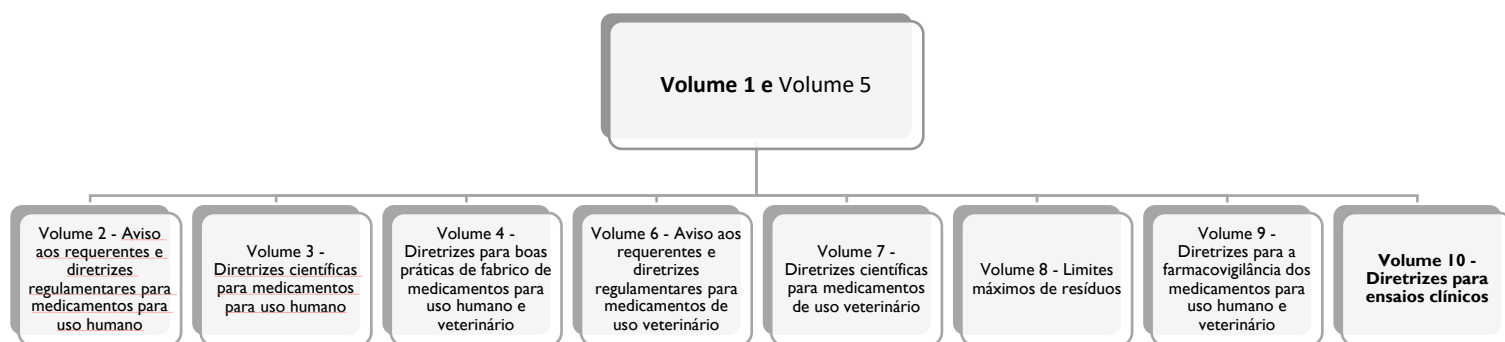 Volume 1 e Volume 5
Volume 2 - Aviso
aos requerentes e
diretrizes
regulamentares para
medicamentos para
uso humano
Volume 3 -
Diretrizes científicas
para medicamentos
para uso humano
Volume 4 -
Diretrizes para boas
práticas de fabrico de
medicamentos para
uso humano e
veterinário
Volume 6 - Aviso aos
requerentes e
diretrizes
regulamentares para
medicamentos de
uso veterinário
Volume 7 -
Diretrizes científicas
para medicamentos
de uso veterinário
Volume 8 - Limites
máximos de resíduos
Volume 9 -
Diretrizes para a
farmacovigilância dos
medicamentos para
uso humano e
veterinário
Volume 10 -
Diretrizes para
ensaios clínicos